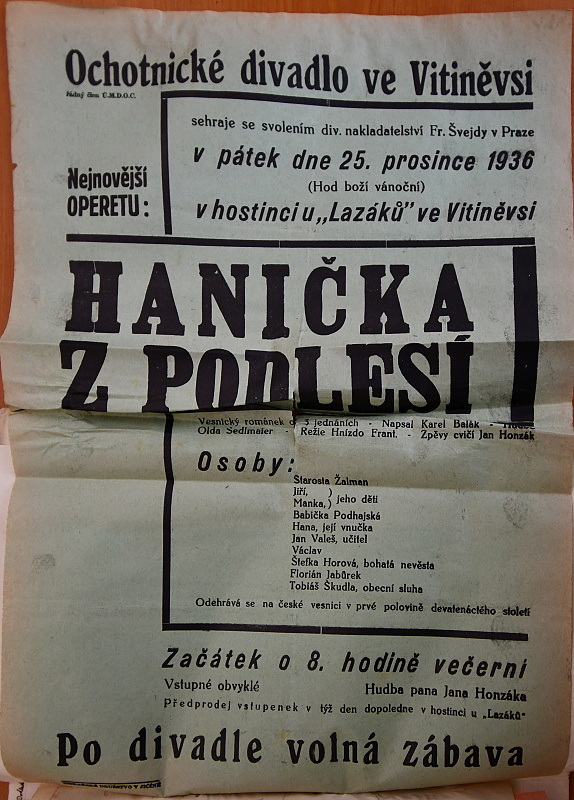 Ochotnické divadlo ve Vitiněvsi
řádný člen Ú.M.D.O.C.
sehraje se svolením div. nakladatelství Fr. Švejdy v Praze
v pátek dne 25. prosince 1936
(Hod boží vánoční)
v hostinci u „Lazáků" ve Vitiněvsi
Nejnovější
OPERETU:
HANIČKA
Z PODLESÍ
Vesnický románek o 3 jednáních - Napsal Karel Balák - Hudba
Olda Sedlmaier - Režie Hnízdo Frant. - Zpěvy cvičí Jan Honzák
Osoby:
Starosta Žalman
Jiří, )
Manka, ) jeho děti
Babička Podhajská
Hana, její vnučka
Jan Valeš, učitel
Václav
Štefka Horová, bohatá nevěsta
Florián Jabůrek
Tobiáš Škudla, obecní sluha
Odehrává se na české vesnici v prvé polovině devatenáctého století
Začátek o 8. hodině večerní
Vstupné obvyklé Hudba pana Jana Honzáka
Předprodej vstupenek v týž den dopoledne v hostinci u „Lazáků"
Po divadle volná zábava
V JIČÍNĚ